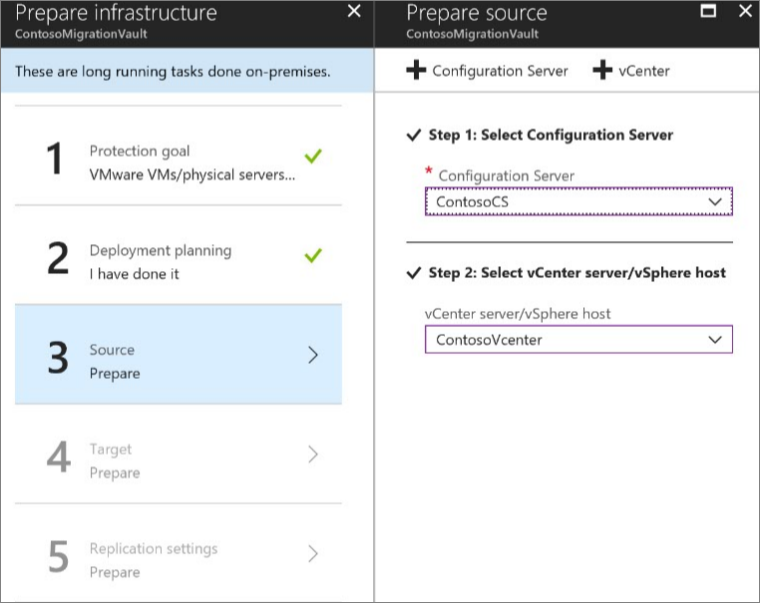 Prepare infrastructure
ContosoMigrationVault
These are long running tasks done on-premises.
1
Protection goal
VMware VMs/physical servers...
2
Deployment planning
I have done it
3
Source
Prepare
4
Target
Prepare
5
Replication settings
Prepare
Prepare source
ContosoMigrationVault
Configuration Server
vCenter
Step 1: Select Configuration Server
* Configuration Server
ContosoCS
Step 2: Select vCenter server/vSphere host
vCenter server/vSphere host
ContosoVcenter